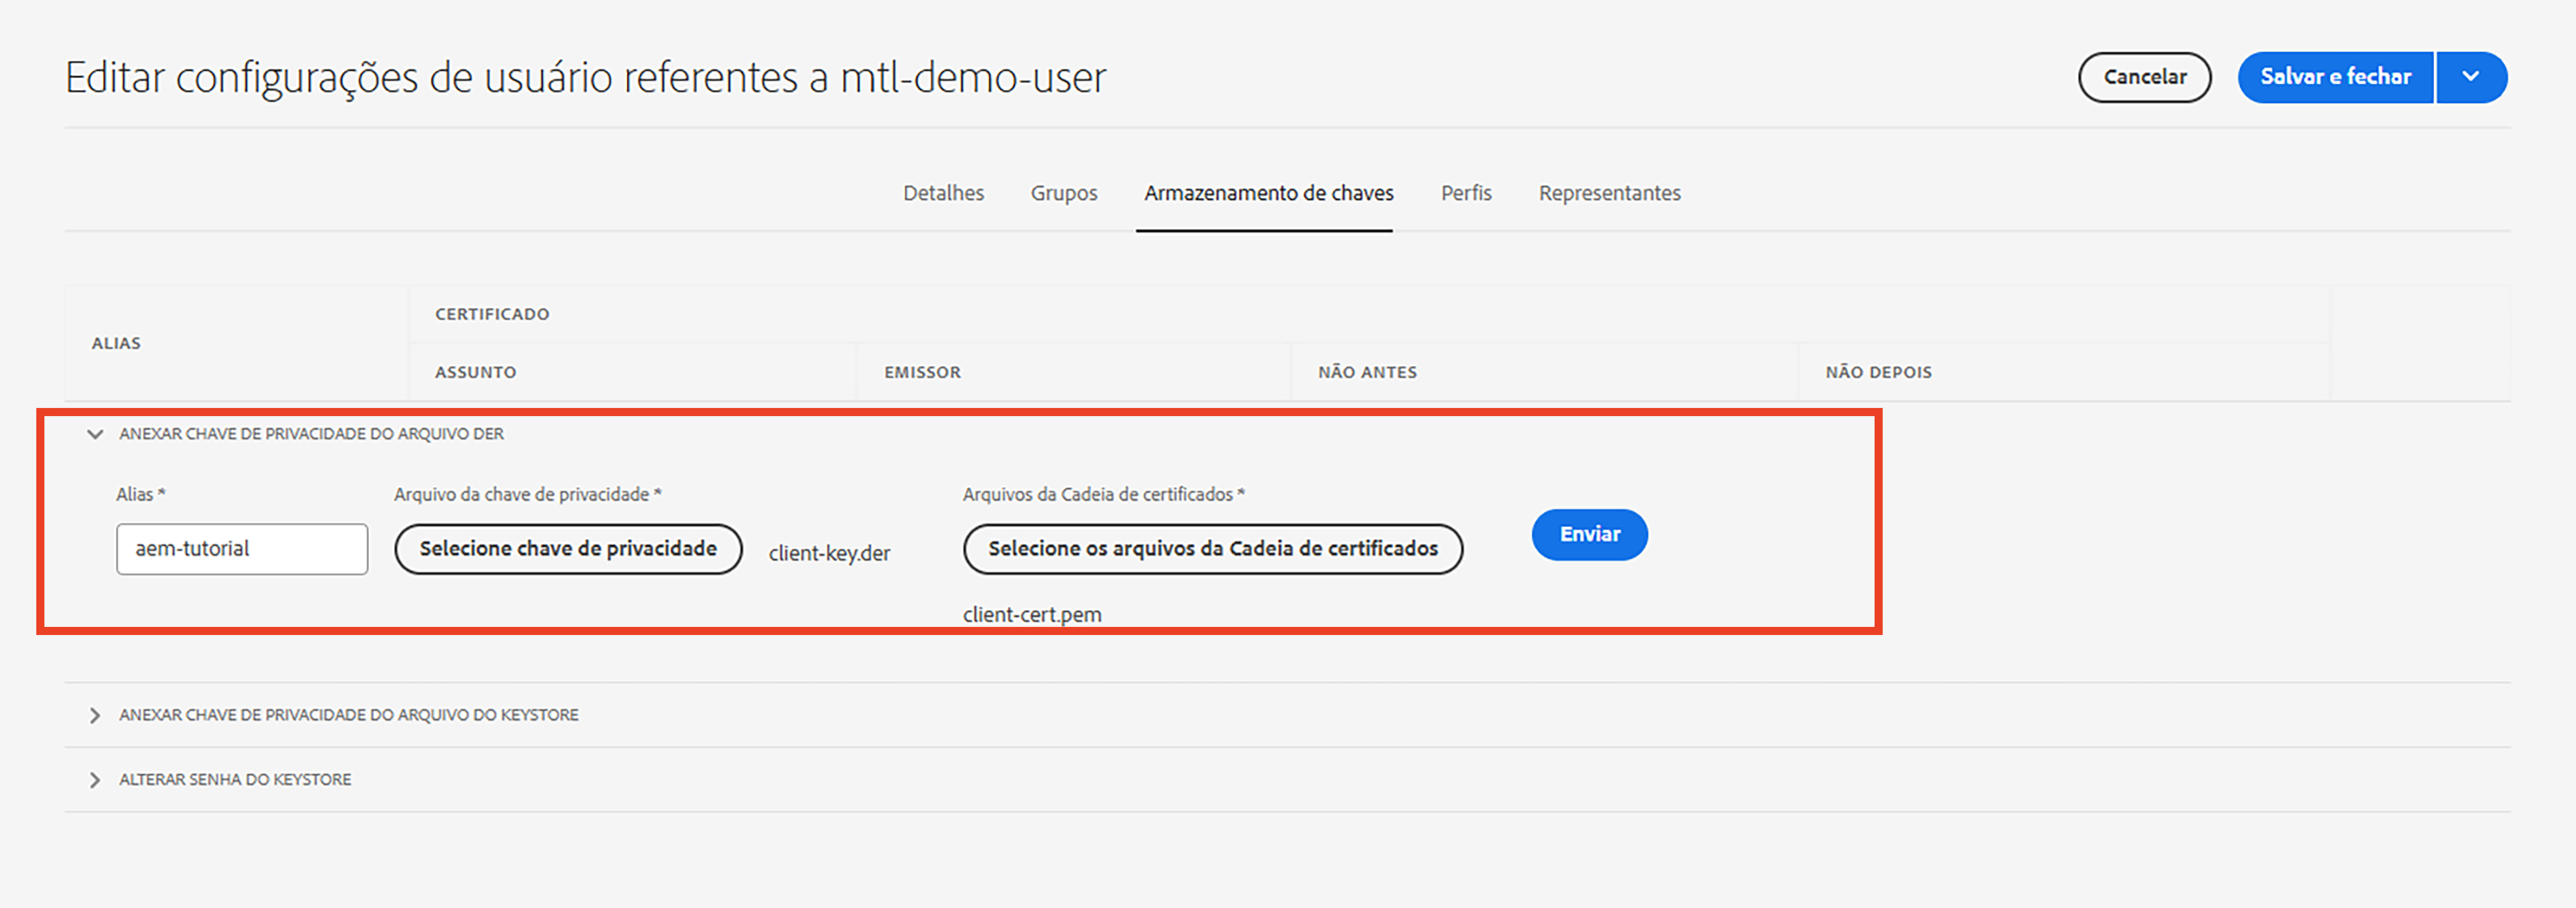 Editar configurações de usuário referentes a mtl-demo-user
Cancelar
Salvar e fechar
Detalhes Grupos Armazenamento de chaves Perfis Representantes
ALIAS
CERTIFICADO
ASSUNTO EMISSOR NÃO ANTES NÃO DEPOIS
ANEXAR CHAVE DE PRIVACIDADE DO ARQUIVO DER
Alias * Arquivo da chave de privacidade * Arquivos da Cadeia de certificados *
aem-tutorial Selecione chave de privacidade client-key.der Selecione os arquivos da Cadeia de certificados Enviar
client-cert.pem
ANEXAR CHAVE DE PRIVACIDADE DO ARQUIVO DO KEYSTORE
ALTERAR SENHA DO KEYSTORE